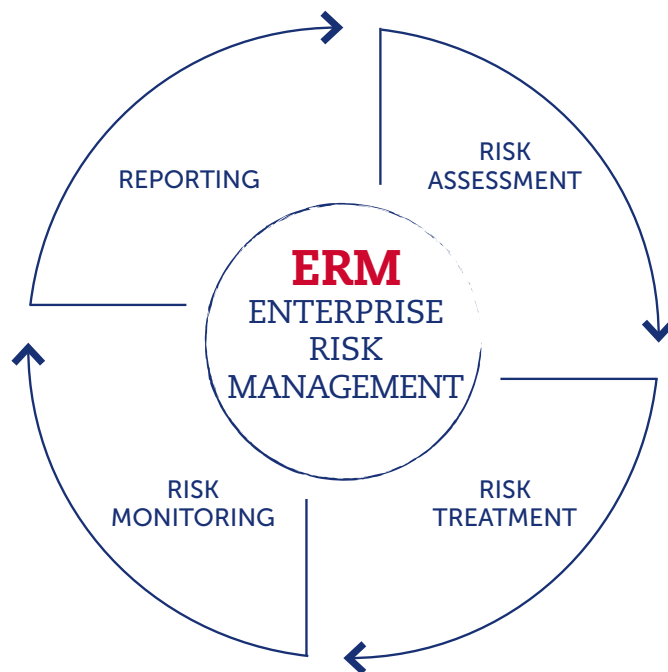 REPORTING
RISK
ASSESSMENT
ERM
ENTERPRISE
RISK
MANAGEMENT
RISK
MONITORING
RISK
TREATMENT